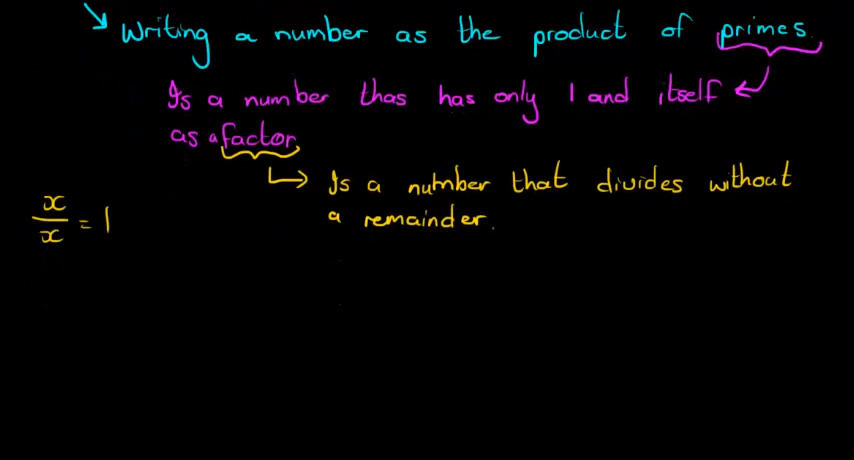 Writing a number as the product of primes.
Is a number thas has only 1 and itself
as a factor.
Is a number that divides without
a remainder.
x/x = 1